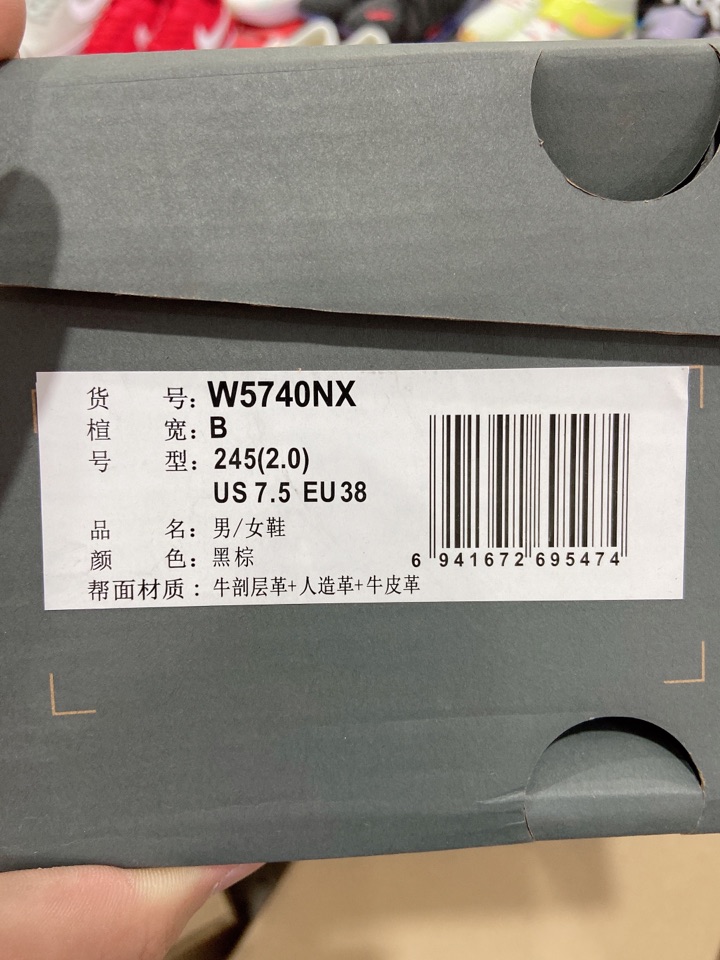 货 号: W5740NX
楦 宽: B
号 型: 245(2.0)
US 7.5 EU 38
品 名: 男/女鞋
颜 色: 黑棕
帮面材质: 牛剖层革+人造革+牛皮革
6 941672 695474